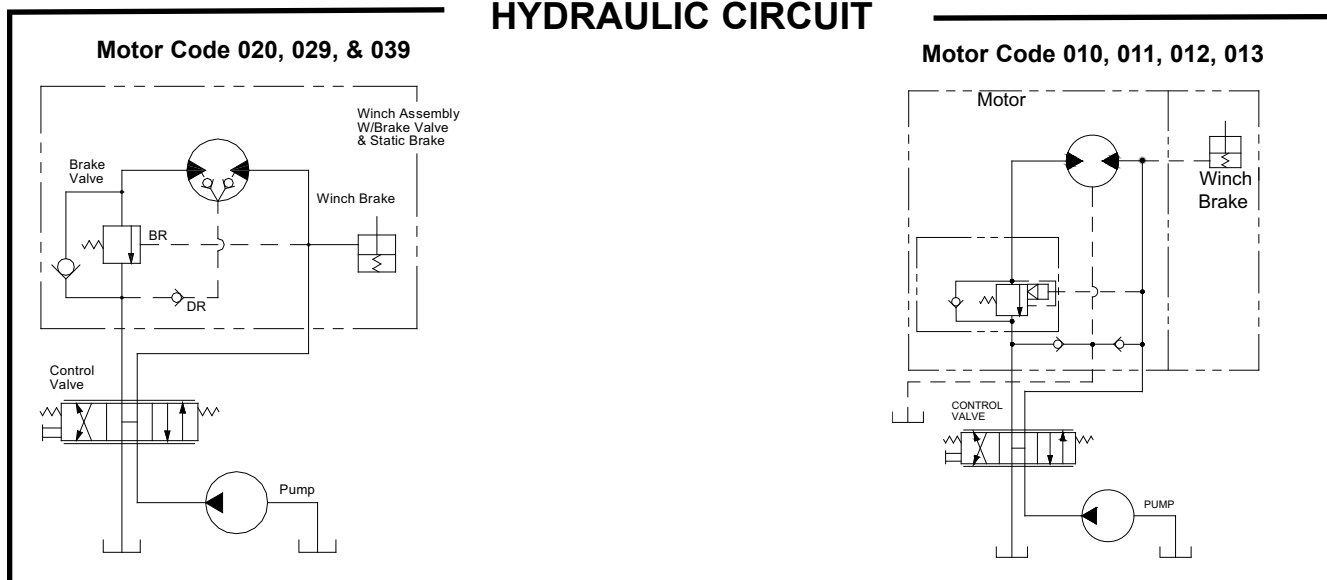 HYDRAULIC CIRCUIT
Motor Code 020, 029, & 039
Winch Assembly
W/Brake Valve
& Static Brake
Brake
Valve
Winch Brake
BR
DR
Control
Valve
Pump
Motor Code 010, 011, 012, 013
Motor
Winch
Brake
CONTROL
VALVE
PUMP